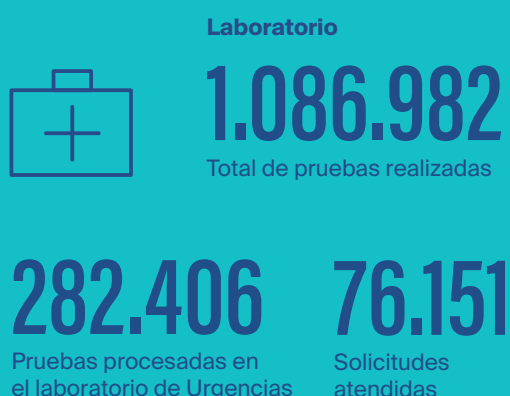 Laboratorio
1.086.982
Total de pruebas realizadas
282.406
Pruebas procesadas en
el laboratorio de Urgencias
76.151
Solicitudes
atendidas